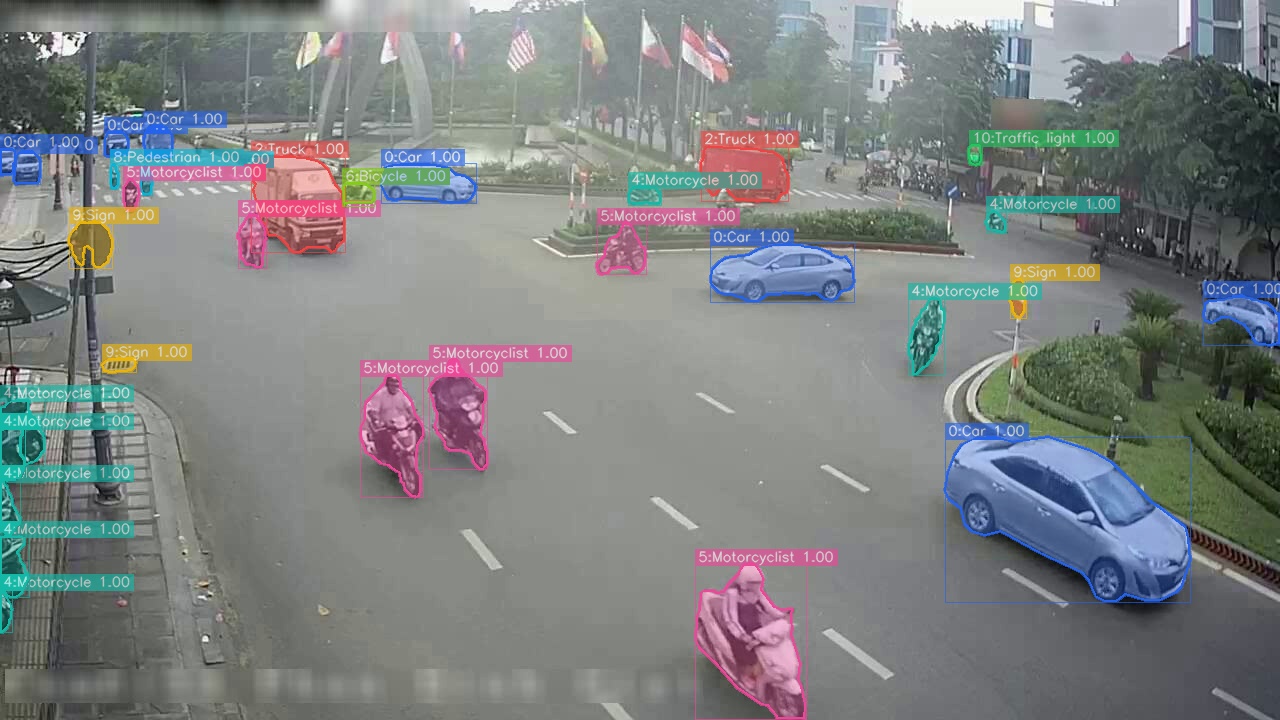 0:Car 1.00
0:Car
10:Traffic light 1.00
2:Truck 1.00
2:Truck 1.00
0:Car 1.00 0
8:Pedestrian 1.00
0:Car 1.00
5:Motorcyclist 1.00
6:Bicycle 1.00
4:Motorcycle 1.00
4:Motorcycle 1.00
5:Motorcyclist 1.00
9:Sign 1.00
5:Motorcyclist 1.00
0:Car 1.00
9:Sign 1.00
4:Motorcycle 1.00
0:Car 1.00
9:Sign 1.00
5:Motorcyclist 1.00
5:Motorcyclist 1.00
4:Motorcycle 1.00
4:Motorcycle 1.00
0:Car 1.00
4:Motorcycle 1.00
4:Motorcycle 1.00
5:Motorcyclist 1.00
4:Motorcycle 1.00